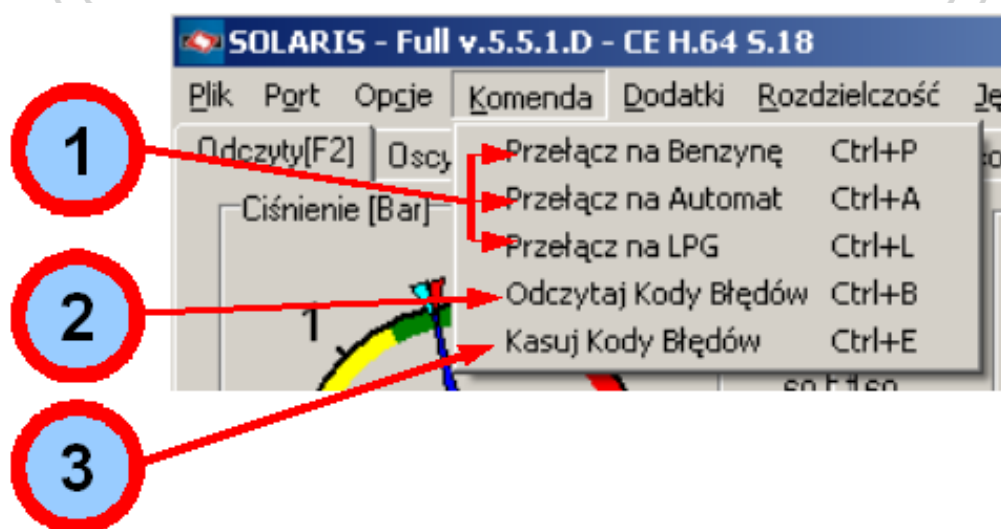 SOLARIS - Full v.5.5.1.D - CE H.64 S.18
Plik Port Opcje Komenda Dodatki Rozdzielczość
Odczyty[F2]
Ciśnienie [Bar]
Przełącz na Benzynę Ctrl+P
Przełącz na Automat Ctrl+A
Przełącz na LPG Ctrl+L
Odczytaj Kody Błędów Ctrl+B
Kasuj Kody Błędów Ctrl+E
1
1
2
3